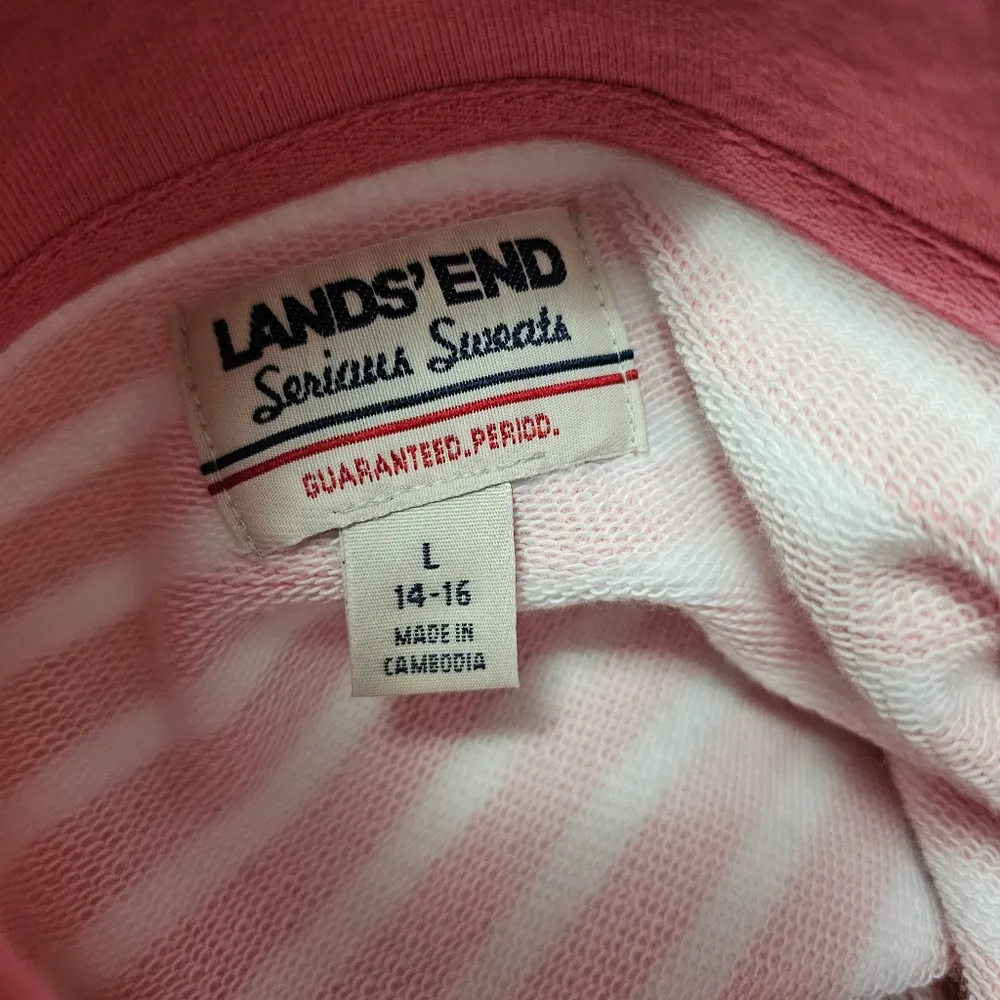 LANDS' END
Serious Sweats
GUARANTEED. PERIOD.
L
14-16
MADE IN
CAMBODIA